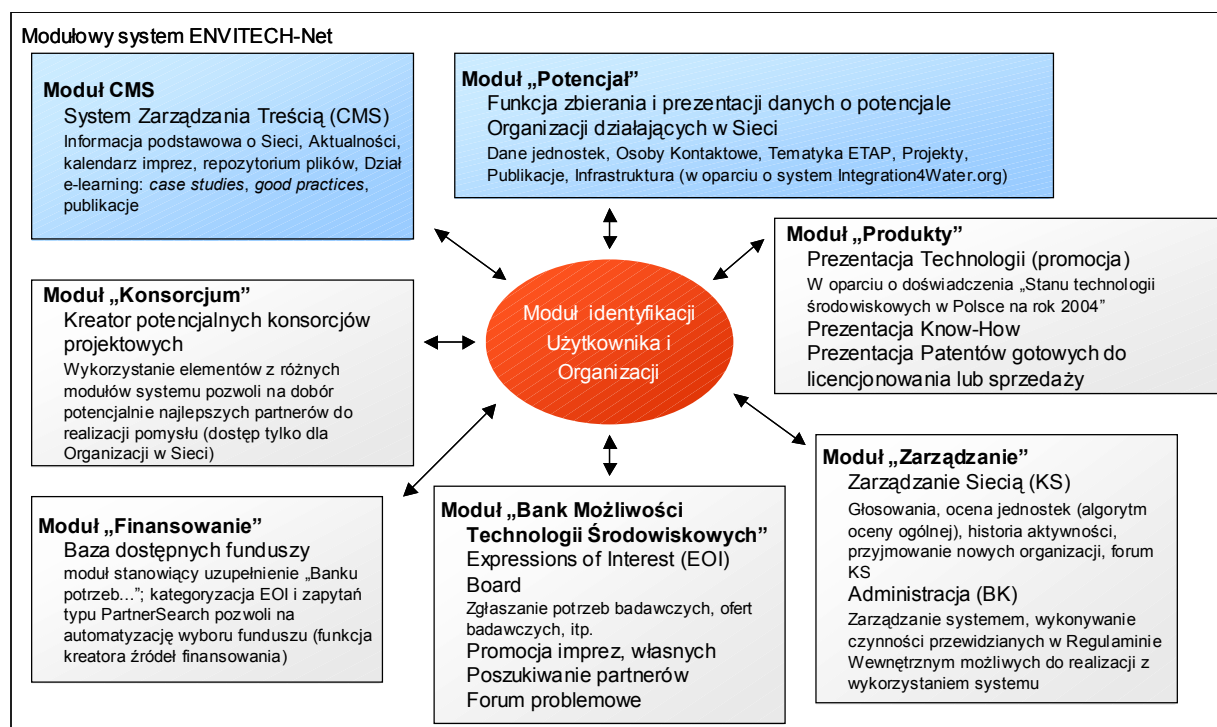 Modułowy system ENVITECH-Net
Moduł CMS
System Zarządzania Treścią (CMS)
Informacja podstawowa o Sieci, Aktualności,
kalendarz imprez, repozytorium plików, Dział
e-learning: case studies, good practices,
publikacje
Moduł „Potencjał”
Funkcja zbierania i prezentacji danych o potencjale
Organizacji działających w Sieci
Dane jednostek, Osoby Kontaktowe, Tematyka ETAP, Projekty,
Publikacje, Infrastruktura (w oparciu o system Integration4Water.org)
Moduł „Konsorcjum”
Kreator potencjalnych konsorcjów
projektowych
Wykorzystanie elementów z różnych
modułów systemu pozwoli na dobór
potencjalnie najlepszych partnerów do
realizacji pomysłu (dostęp tylko dla
Organizacji w Sieci)
Moduł identyfikacji
Użytkownika i
Organizacji
Moduł „Produkty”
Prezentacja Technologii (promocja)
W oparciu o doświadczenia „Stanu technologii
środowiskowych w Polsce na rok 2004”
Prezentacja Know-How
Prezentacja Patentów gotowych do
licencjonowania lub sprzedaży
Moduł „Finansowanie”
Baza dostępnych funduszy
moduł stanowiący uzupełnienie „Banku
potrzeb...”; kategoryzacja EOI i zapytań
typu PartnerSearch pozwoli na
automatyzację wyboru funduszu (funkcja
kreatora źródeł finansowania)
Moduł „Bank Możliwości
Technologii Środowiskowych”
Expressions of Interest (EOI)
Board
Zgłaszanie potrzeb badawczych, ofert
badawczych, itp.
Promocja imprez, własnych
Poszukiwanie partnerów
Forum problemowe
Moduł „Zarządzanie”
Zarządzanie Siecią (KS)
Głosowania, ocena jednostek (algorytm
oceny ogólnej), historia aktywności,
przyjmowanie nowych organizacji, forum
KS
Administracja (BK)
Zarządzanie systemem, wykonywanie
czynności przewidzianych w Regulaminie
Wewnętrznym możliwych do realizacji z
wykorzystaniem systemu